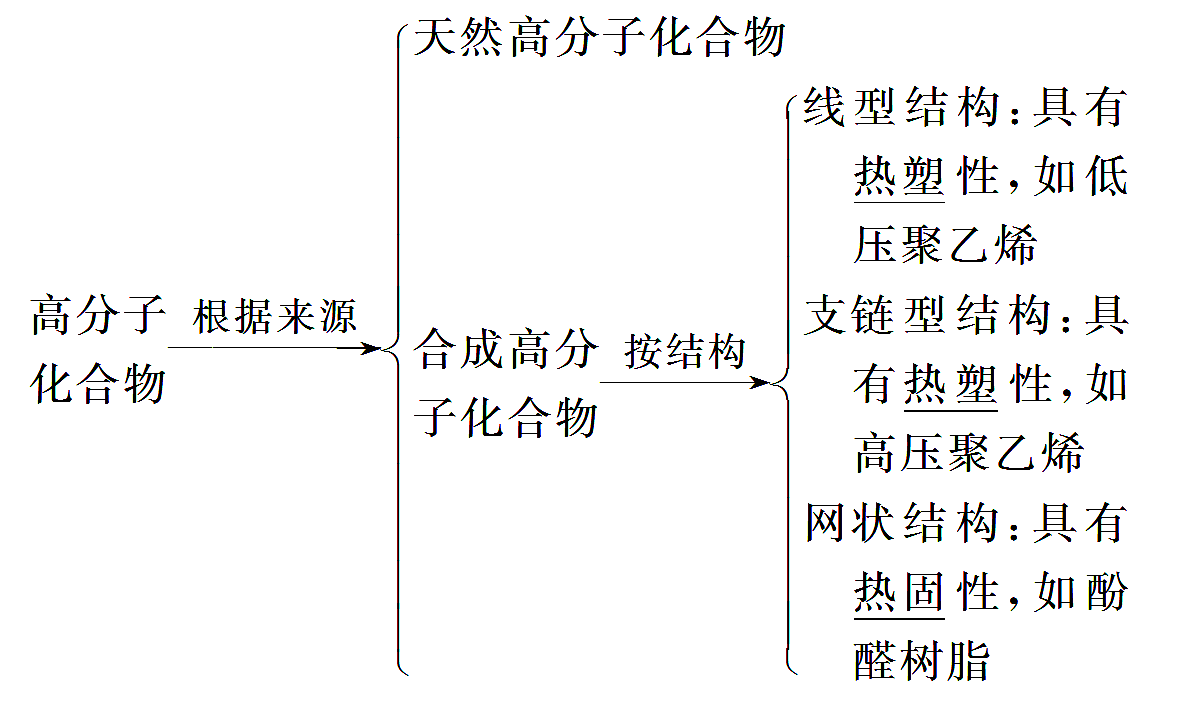 高分子
化合物
根据来源
天然高分子化合物
合成高分
子化合物
按结构
线型结构:具有
热塑性,如低
压聚乙烯
支链型结构:具
有热塑性,如
高压聚乙烯
网状结构:具有
热固性,如酚
醛树脂